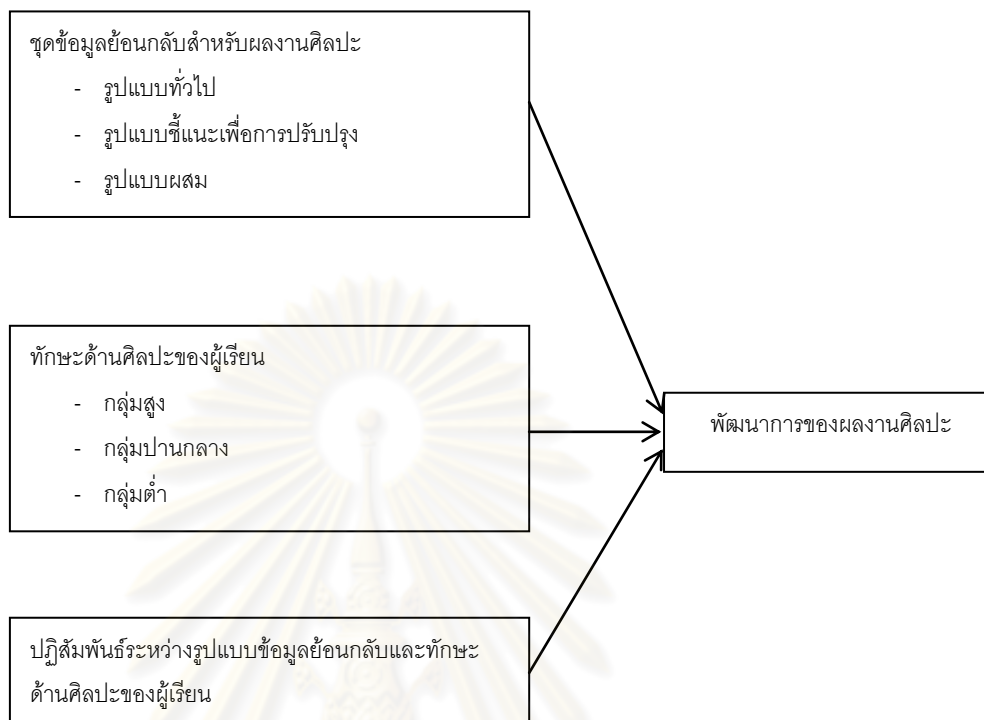 ชุดข้อมูลย้อนกลับสำหรับผลงานศิลปะ
- รูปแบบทั่วไป
- รูปแบบชี้แนะเพื่อการปรับปรุง
- รูปแบบผสม
ทักษะด้านศิลปะของผู้เรียน
- กลุ่มสูง
- กลุ่มปานกลาง
- กลุ่มต่ำ
พัฒนาการของผลงานศิลปะ
ปฏิสัมพันธ์ระหว่างรูปแบบข้อมูลย้อนกลับและทักษะ
ด้านศิลปะของผู้เรียน